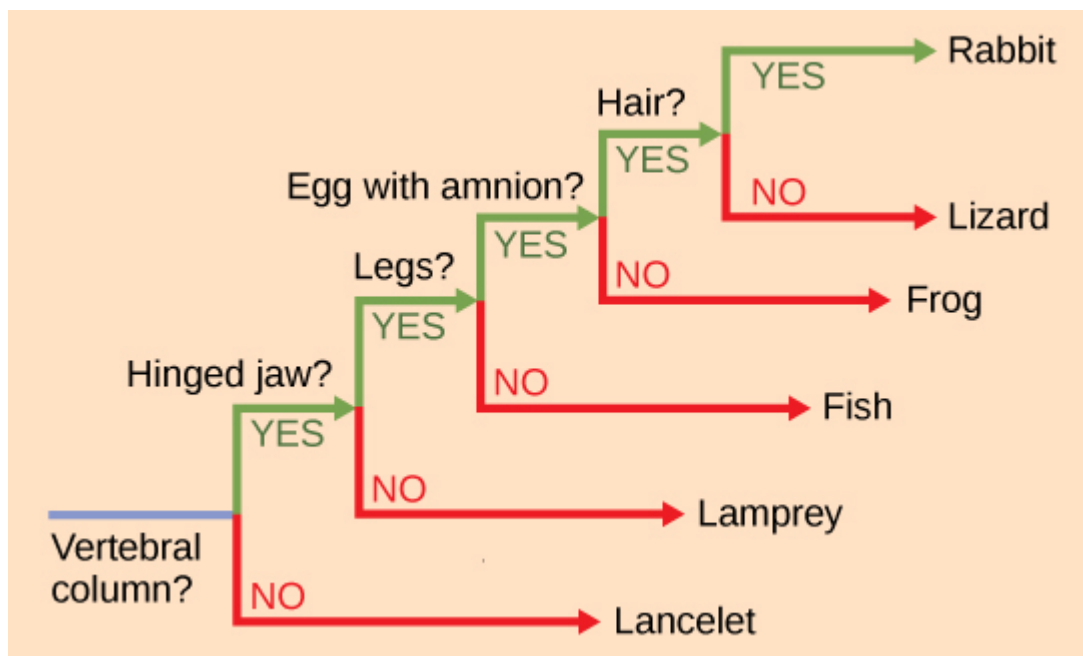 Rabbit
YES
Hair?
YES
NO
Lizard
Egg with amnion?
YES
NO
Frog
Legs?
YES
NO
Fish
Hinged jaw?
YES
NO
Lamprey
Vertebral
column?
NO
Lancelet